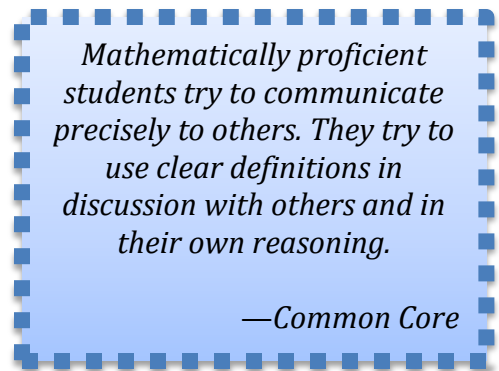 Mathematically proficient
students try to communicate
precisely to others. They try to
use clear definitions in
discussion with others and in
their own reasoning.
—Common Core